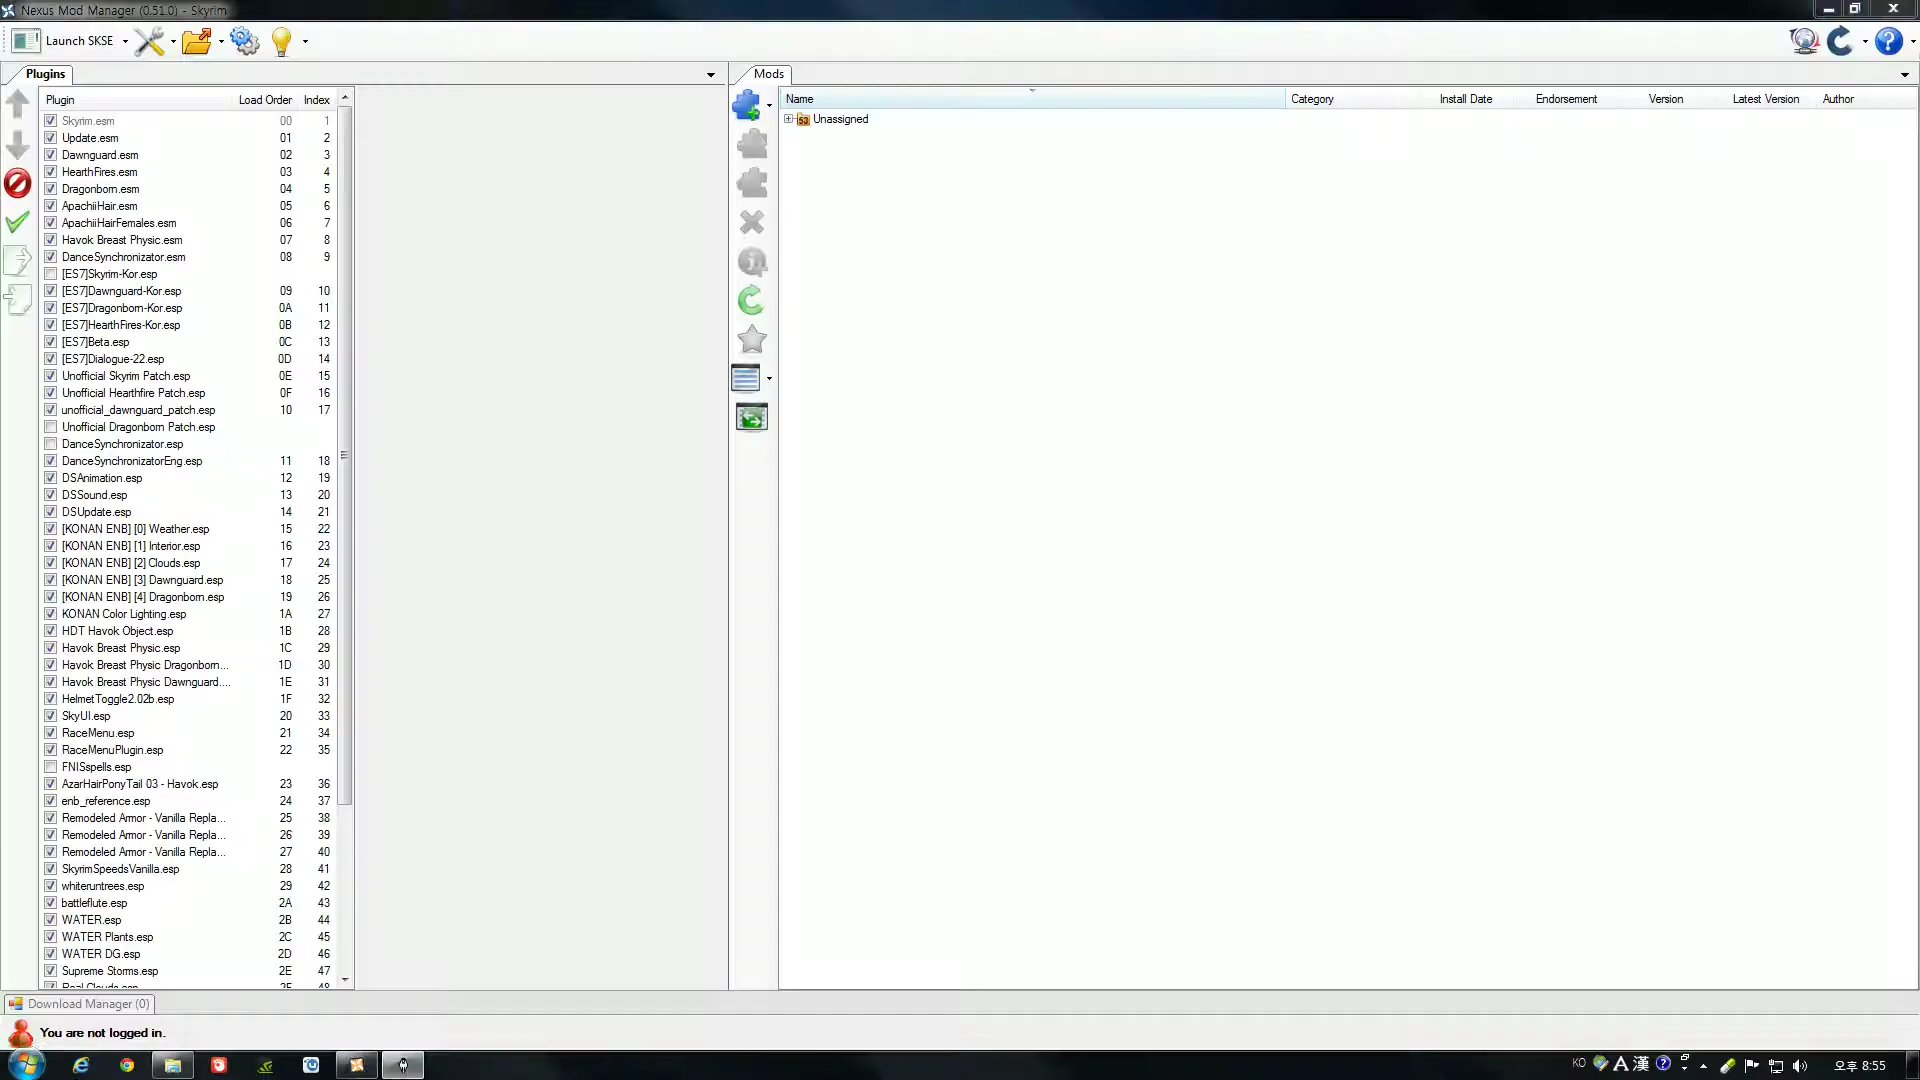 Nexus Mod Manager (0.51.0) - Skyrim
Launch SKSE
Plugins
Plugin Load Order Index
Skyrim.esm 00 1
Update.esm 01 2
Dawnguard.esm 02 3
HearthFires.esm 03 4
Dragonborn.esm 04 5
ApachiiHair.esm 05 6
ApachiiHairFemales.esm 06 7
Havok Breast Physic.esm 07 8
DanceSynchronizator.esm 08 9
[ES7]Skyrim-Kor.esp
[ES7]Dawnguard-Kor.esp 09 10
[ES7]Dragonborn-Kor.esp 0A 11
[ES7]HearthFires-Kor.esp 0B 12
[ES7]Beta.esp 0C 13
[ES7]Dialogue-22.esp 0D 14
Unofficial Skyrim Patch.esp 0E 15
Unofficial Hearthfire Patch.esp 0F 16
unofficial_dawnguard_patch.esp 10 17
Unofficial Dragonborn Patch.esp
DanceSynchronizator.esp
DanceSynchronizatorEng.esp 11 18
DSAnimation.esp 12 19
DSSound.esp 13 20
DSUpdate.esp 14 21
[KONAN ENB] [0] Weather.esp 15 22
[KONAN ENB] [1] Interior.esp 16 23
[KONAN ENB] [2] Clouds.esp 17 24
[KONAN ENB] [3] Dawnguard.esp 18 25
[KONAN ENB] [4] Dragonborn.esp 19 26
KONAN Color Lighting.esp 1A 27
HDT Havok Object.esp 1B 28
Havok Breast Physic.esp 1C 29
Havok Breast Physic Dragonborn... 1D 30
Havok Breast Physic Dawnguard.... 1E 31
HelmetToggle2.02b.esp 1F 32
SkyUI.esp 20 33
RaceMenu.esp 21 34
RaceMenuPlugin.esp 22 35
FNISspells.esp
AzarHairPonyTail 03 - Havok.esp 23 36
enb_reference.esp 24 37
Remodeled Armor - Vanilla Repla... 25 38
Remodeled Armor - Vanilla Repla... 26 39
Remodeled Armor - Vanilla Repla... 27 40
SkyrimSpeedsVanilla.esp 28 41
whiteruntrees.esp 29 42
battleflute.esp 2A 43
WATER.esp 2B 44
WATER Plants.esp 2C 45
WATER DG.esp 2D 46
Supreme Storms.esp 2E 47
Real Clouds.esp 2F 48
Mods
Name Category Install Date Endorsement Version Latest Version Author
53 Unassigned
Download Manager (0)
You are not logged in.
KO A 漢 오후 8:55